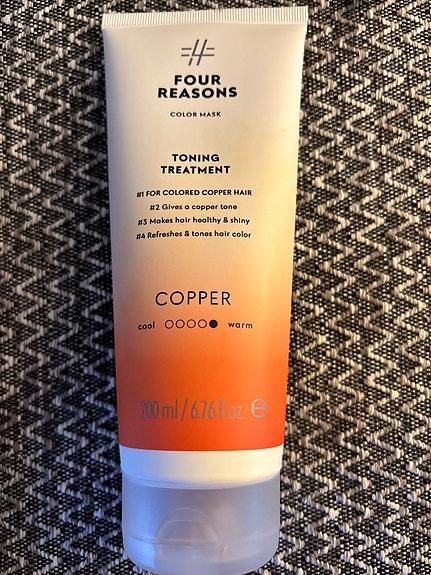 FOUR
REASONS
COLOR MASK
TONING
TREATMENT
#1 FOR COLORED COPPER HAIR
#2 Gives a copper tone
#3 Makes hair healthy & shiny
#4 Refreshes & tones hair color
COPPER
cool warm
200 ml / 6.76 fl.oz. ℮